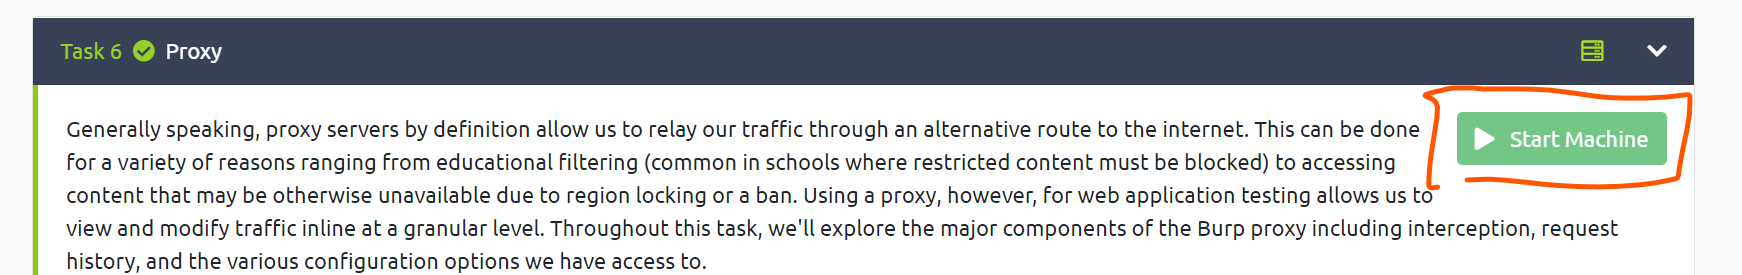 Task 6 Proxy
Start Machine
Generally speaking, proxy servers by definition allow us to relay our traffic through an alternative route to the internet. This can be done
for a variety of reasons ranging from educational filtering (common in schools where restricted content must be blocked) to accessing
content that may be otherwise unavailable due to region locking or a ban. Using a proxy, however, for web application testing allows us to
view and modify traffic inline at a granular level. Throughout this task, we'll explore the major components of the Burp proxy including interception, request
history, and the various configuration options we have access to.